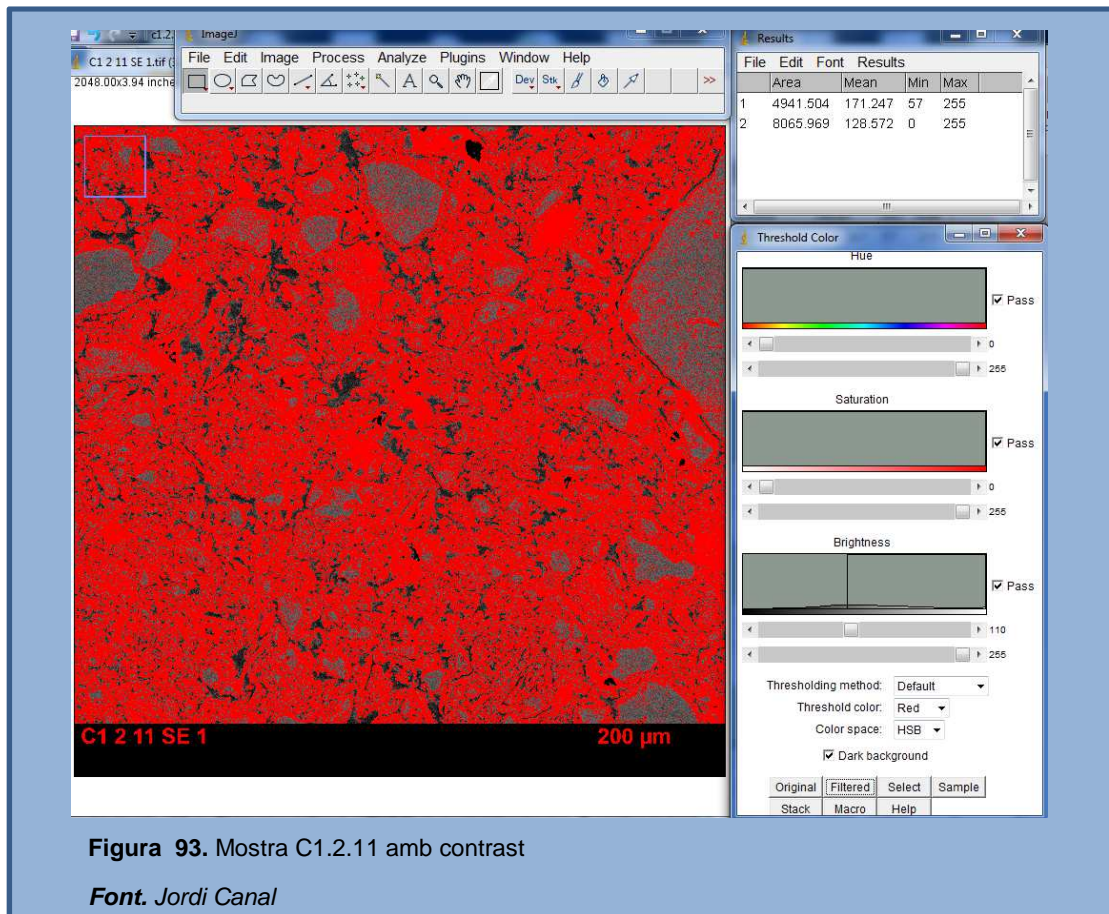 c1.2.
ImageJ
C1 2 11 SE 1.tif (
2048.00x3.94 inche
File Edit Image Process Analyze Plugins Window Help
A Dev Stk >>
C1 2 11 SE 1 200 µm
Results
File Edit Font Results
Area Mean Min Max
1 4941.504 171.247 57 255
2 8065.969 128.572 0 255
Threshold Color
Hue
Pass
0
255
Saturation
Pass
0
255
Brightness
Pass
110
255
Thresholding method: Default
Threshold color: Red
Color space: HSB
Dark background
Original Filtered Select Sample
Stack Macro Help
Figura 93. Mostra C1.2.11 amb contrast
Font. Jordi Canal